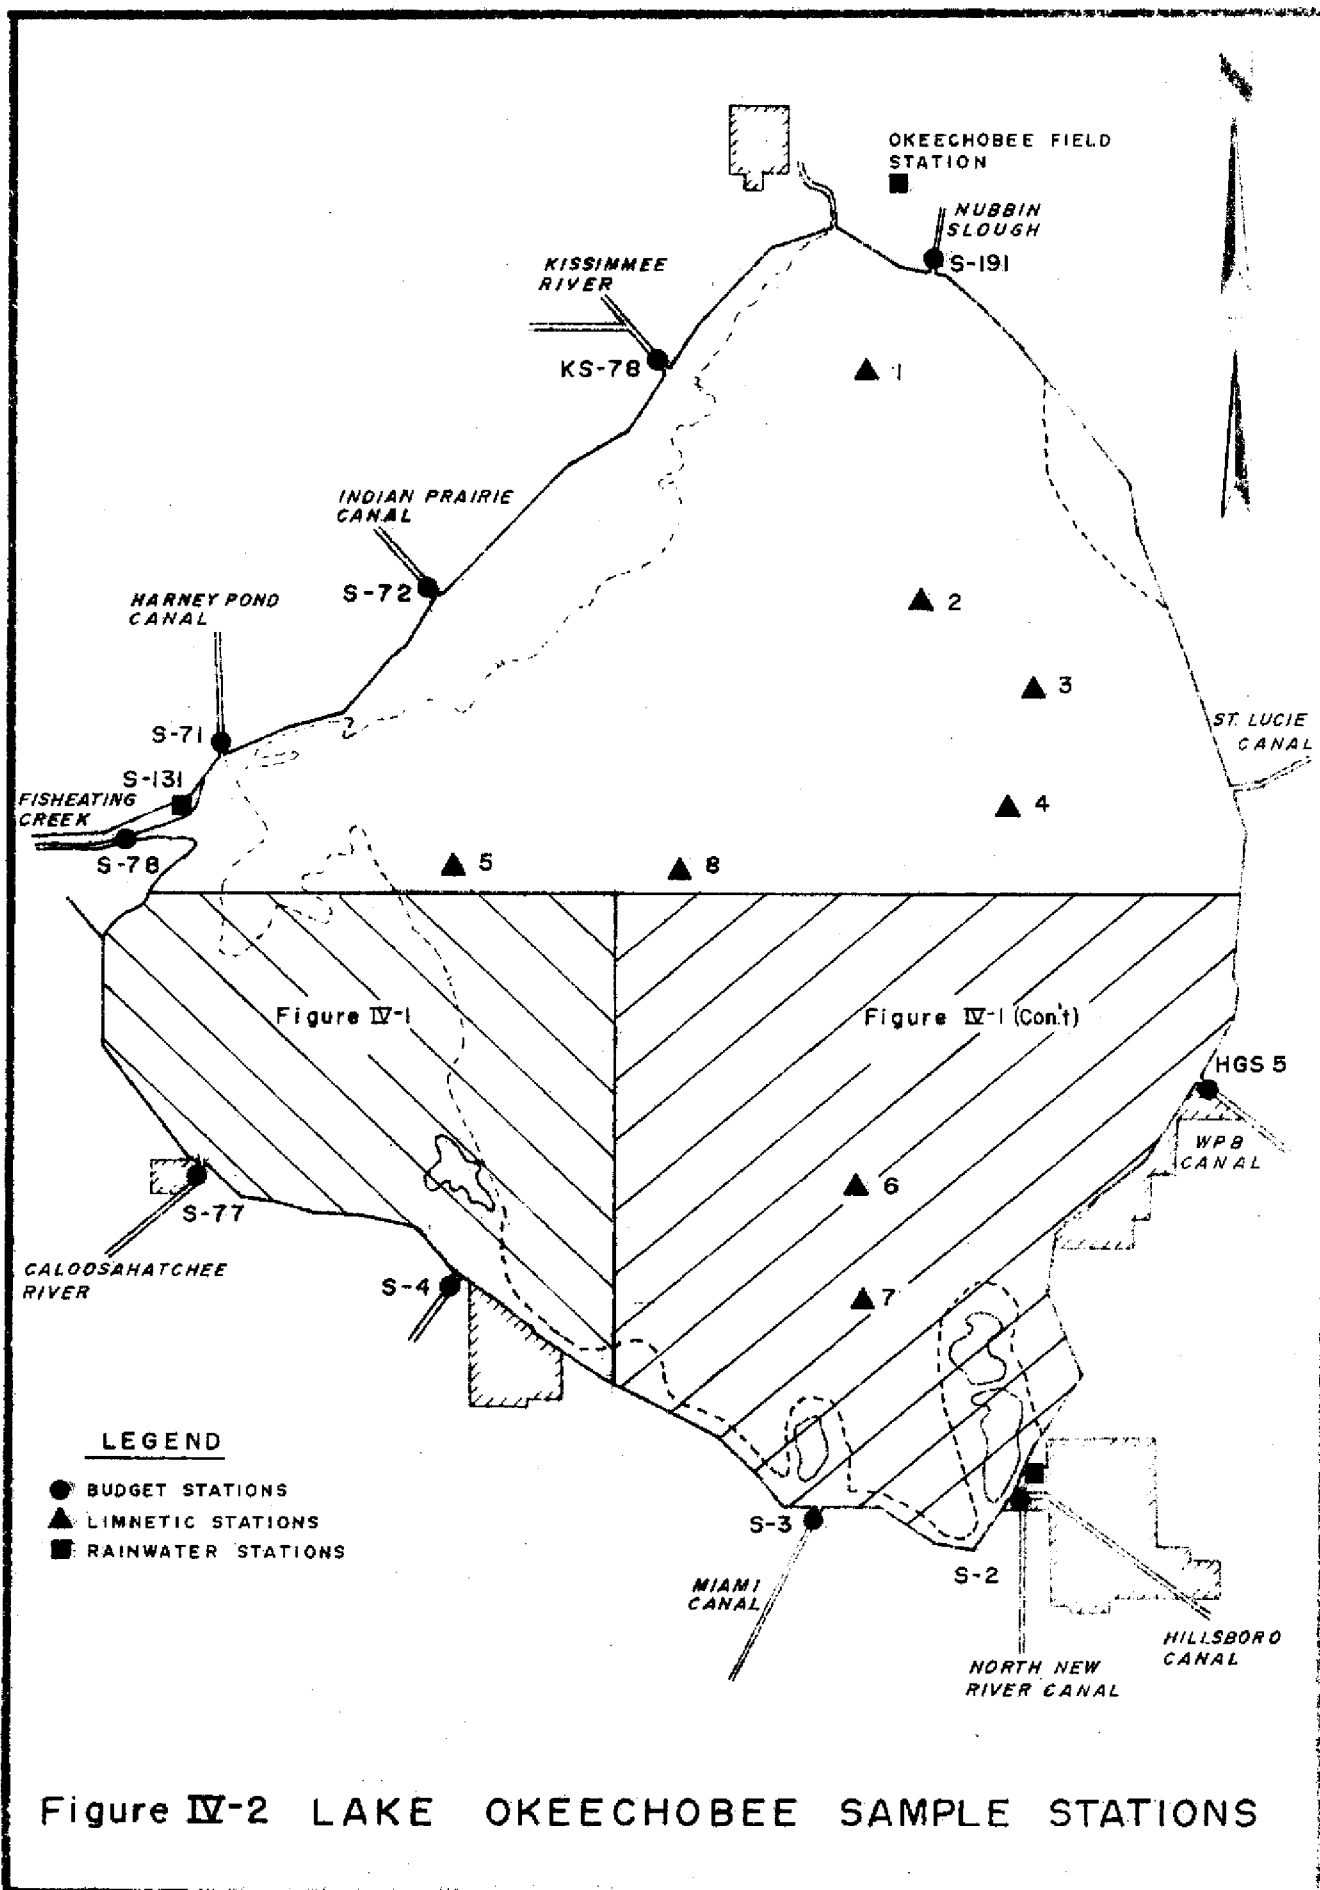 OKEECHOBEE FIELD
STATION
NUBBIN
SLOUGH
S-191
KISSIMMEE
RIVER
KS-78
1
INDIAN PRAIRIE
CANAL
S-72
2
HARNEY POND
CANAL
3
ST. LUCIE
CANAL
S-71
S-131
FISHEATING
CREEK
4
S-78
5
8
Figure IV-1
Figure IV-1 (Con't)
HGS 5
WPB
CANAL
6
S-77
CALOOSAHATCHEE
RIVER
S-4
7
LEGEND
BUDGET STATIONS
LIMNETIC STATIONS
RAINWATER STATIONS
S-3
S-2
MIAMI
CANAL
HILLSBORO
CANAL
NORTH NEW
RIVER CANAL
Figure IV-2 LAKE OKEECHOBEE SAMPLE STATIONS